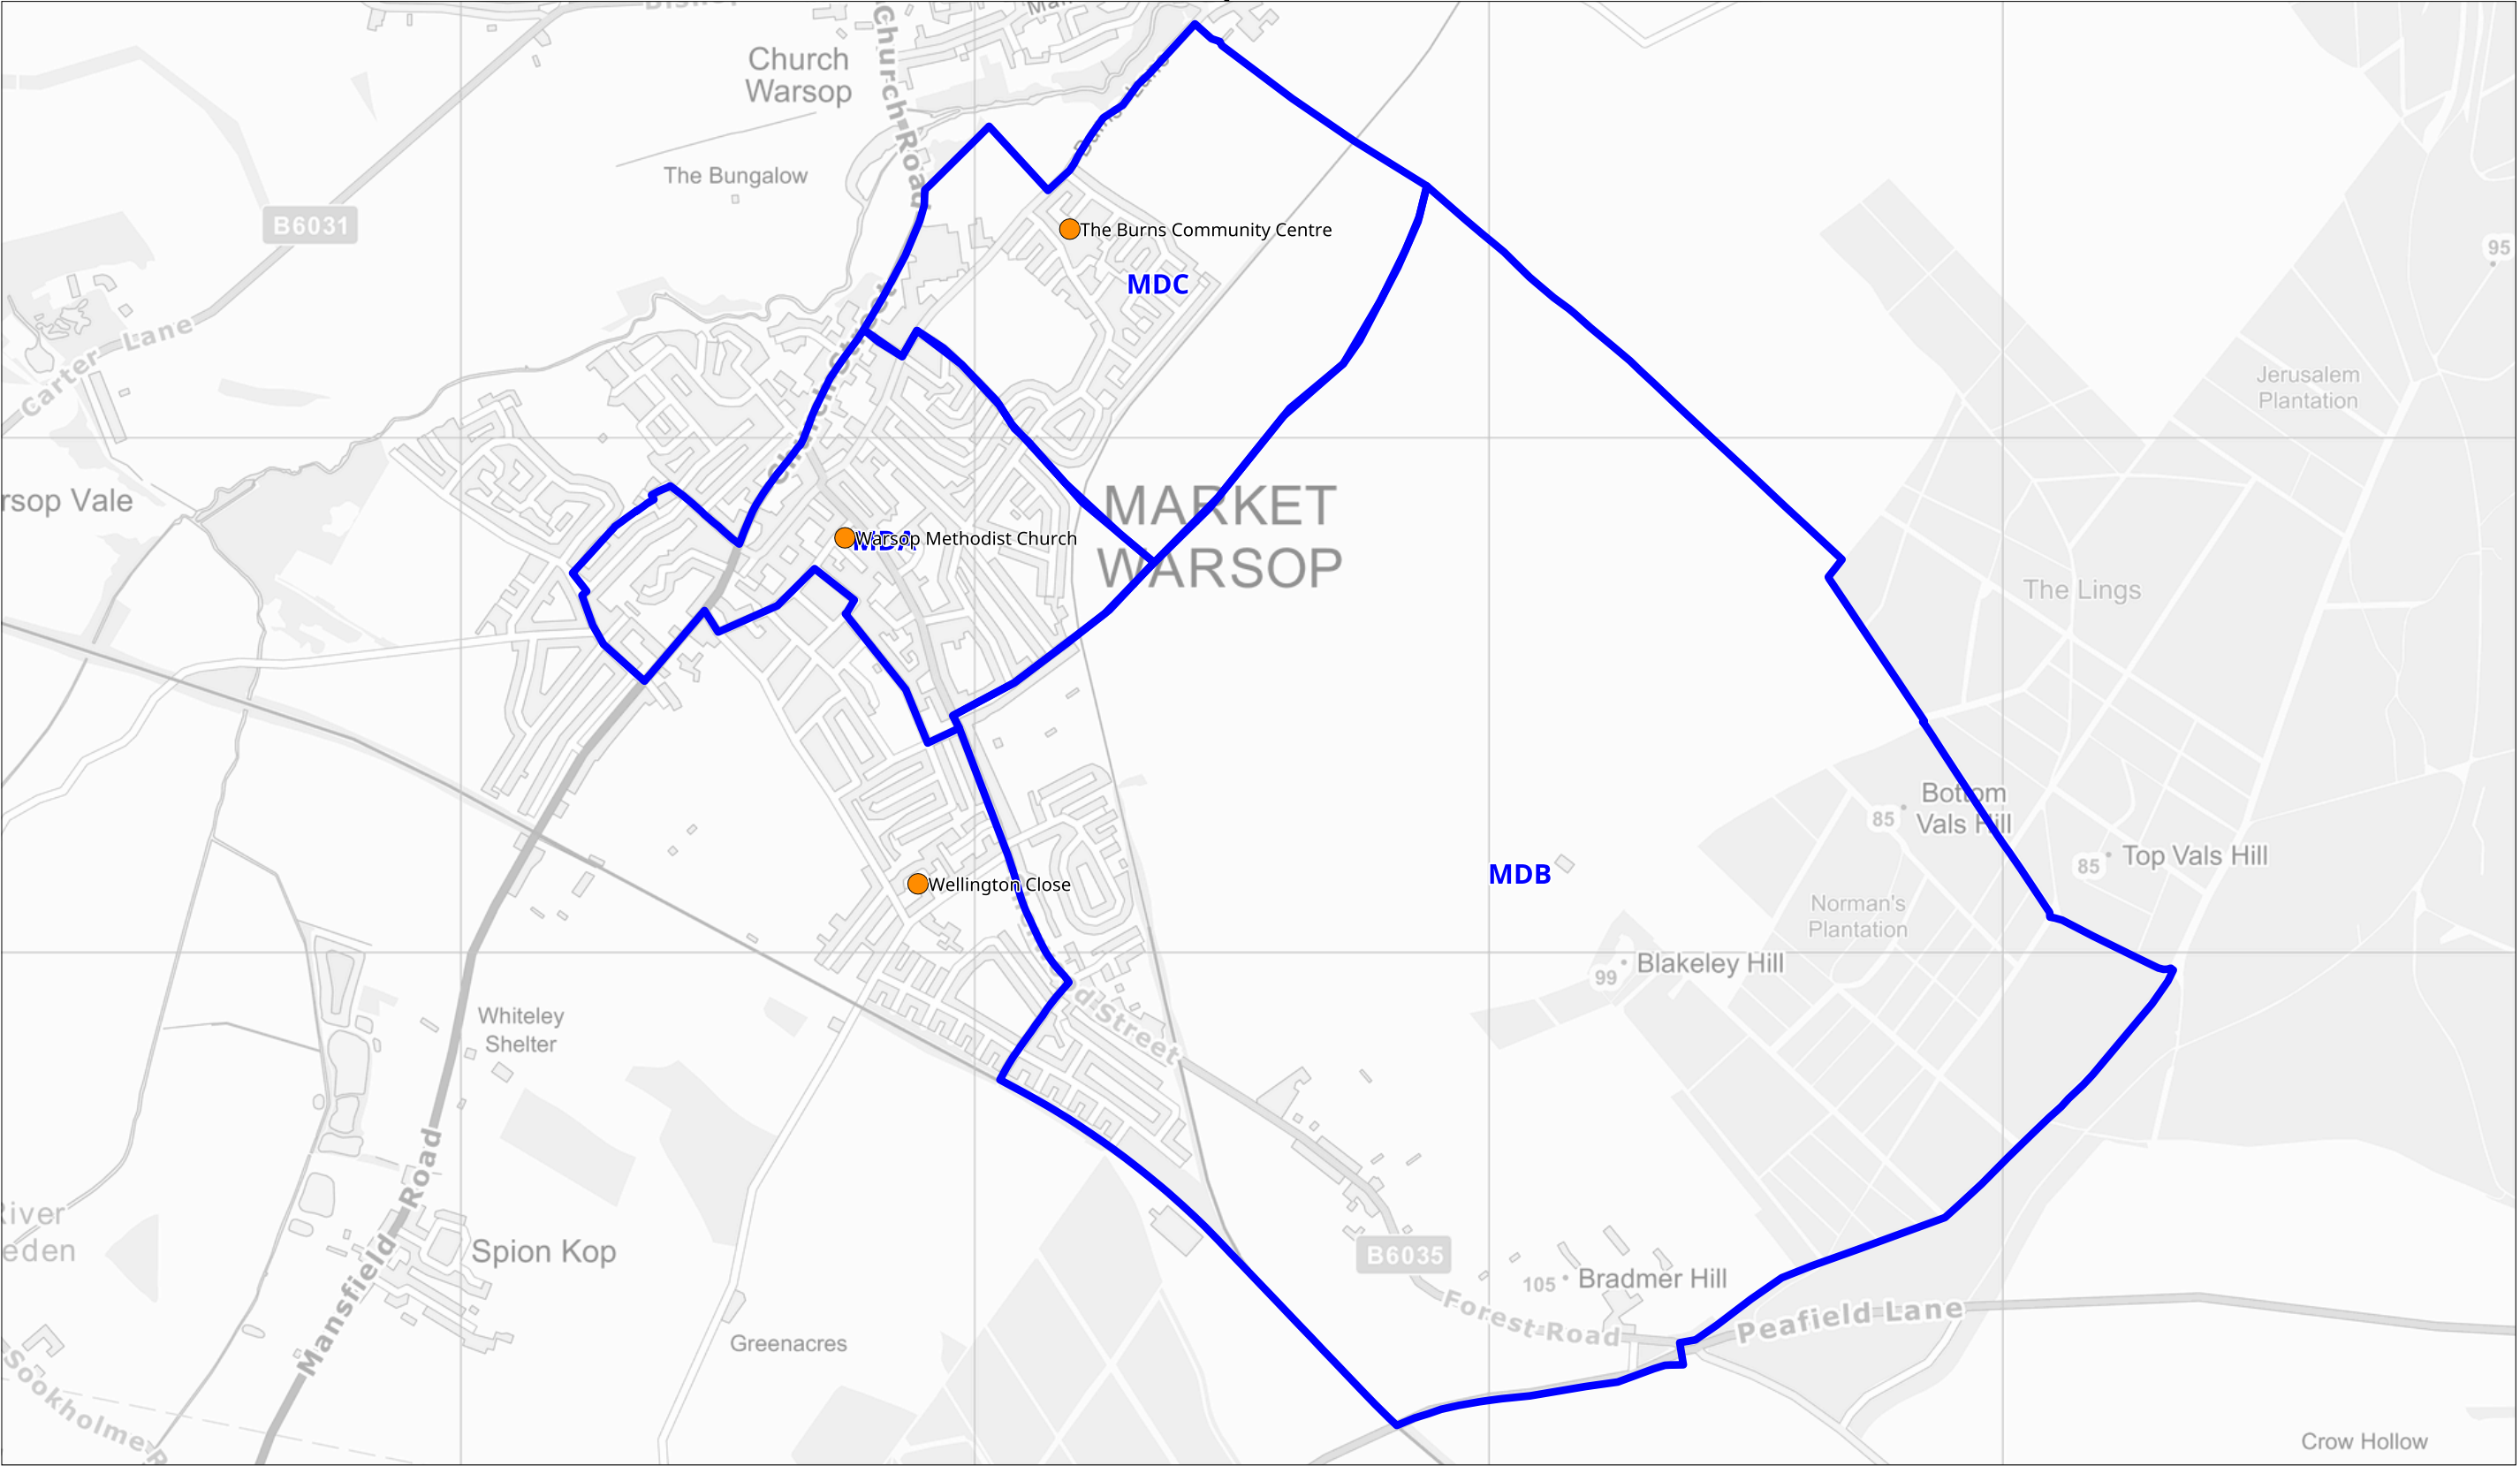 Church
Warsop
Church Road
The Bungalow
B6031
Carter Lane
The Burns Community Centre
MDC
95
Jerusalem
Plantation
rsop Vale
MARKET
WARSOP
Warsop Methodist Church
MDA
The Lings
Bottom
Vals Hill
85
85
Top Vals Hill
Wellington Close
MDB
Norman's
Plantation
Blakeley Hill
99
d Street
Whiteley
Shelter
Mansfield Road
River
eden
Spion Kop
B6035
105
Bradmer Hill
Forest Road
Peafield Lane
Greenacres
Sookholme R
Crow Hollow